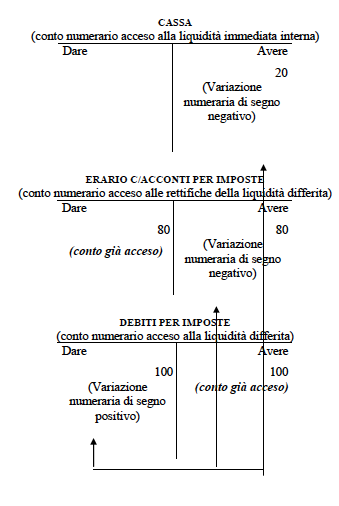 CASSA
(conto numerario acceso alla liquidità immediata interna)
Dare Avere
20
(Variazione
numeraria di segno
negativo)
ERARIO C/ACCONTI PER IMPOSTE
(conto numerario acceso alle rettifiche della liquidità differita)
Dare Avere
80 80
(conto già acceso) (Variazione
numeraria di segno
negativo)
DEBITI PER IMPOSTE
(conto numerario acceso alla liquidità differita)
Dare Avere
100 100
(Variazione (conto già acceso)
numeraria di segno
positivo)